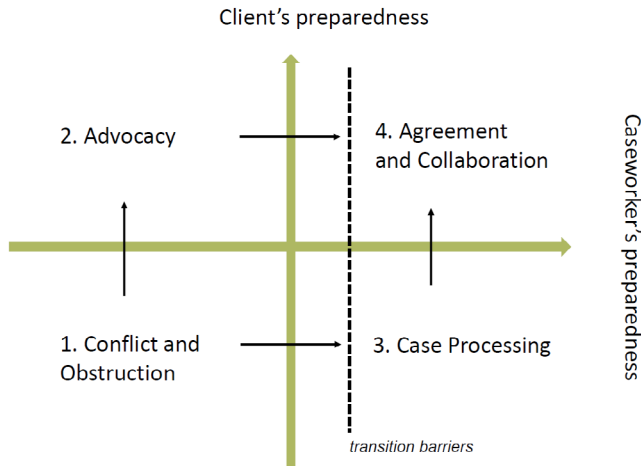 Client's preparedness
2. Advocacy
4. Agreement
and Collaboration
Caseworker's preparedness
1. Conflict and
Obstruction
3. Case Processing
transition barriers